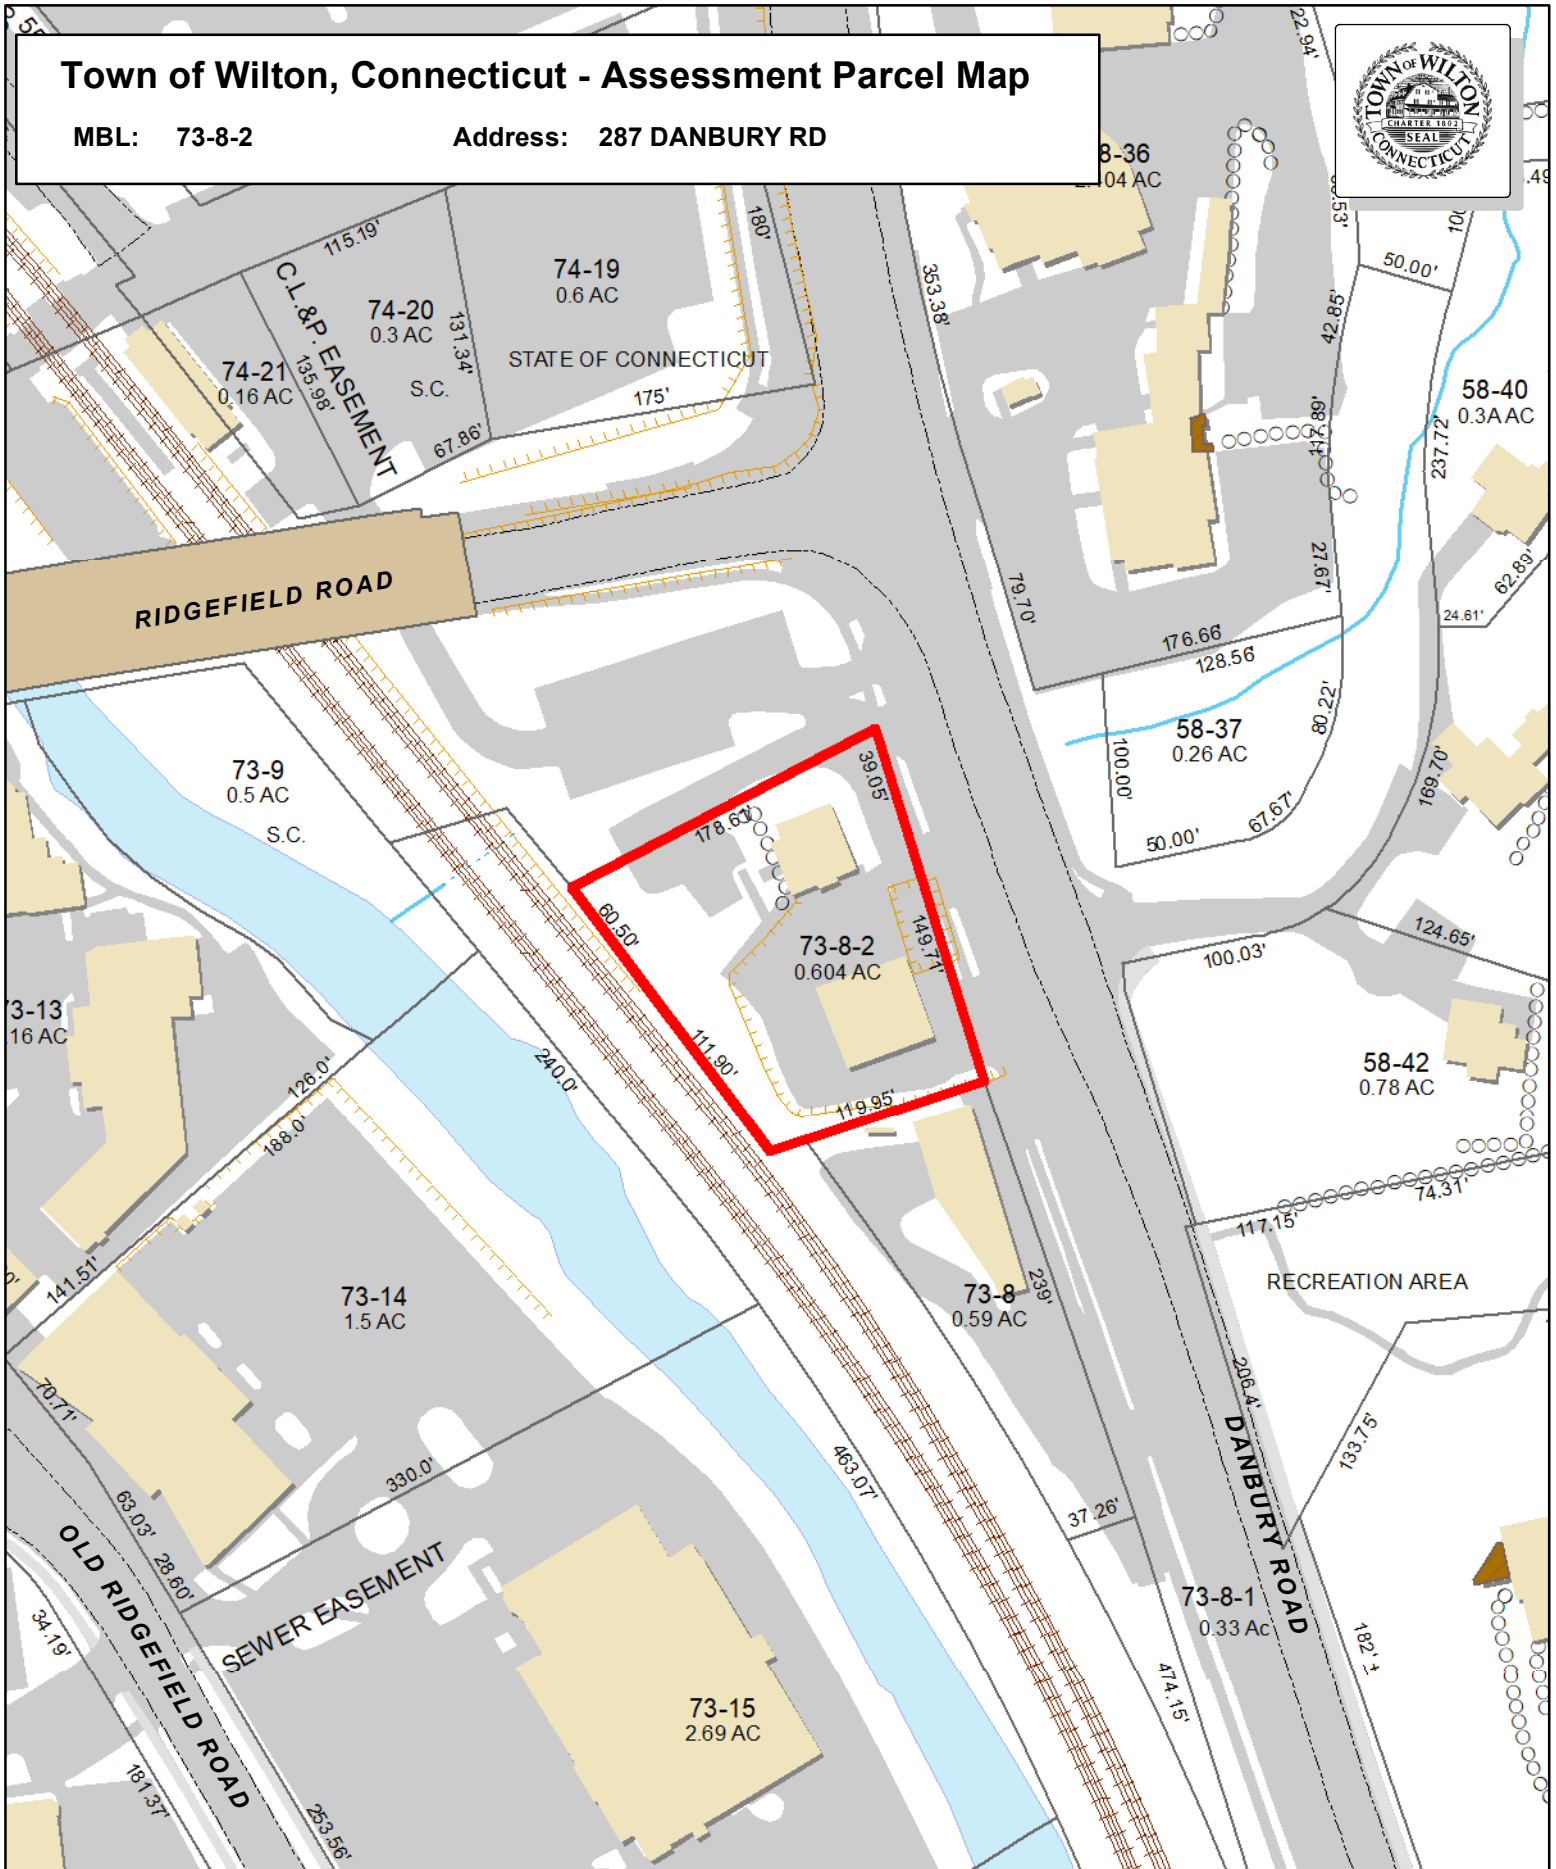 Town of Wilton, Connecticut - Assessment Parcel Map
MBL: 73-8-2 Address: 287 DANBURY RD
TOWN OF WILTON
CHARTER 1802
SEAL
CONNECTICUT
22.94'
8-36
50.00'
115.19'
180'
353.38'
74-19
0.6 AC
74-20
0.3 AC
131.34'
C.L.&P. EASEMENT
42.85'
STATE OF CONNECTICUT
74-21
0.16 AC
135.98'
S.C.
175'
58-40
0.3A AC
67.86'
117.89'
237.72'
RIDGEFIELD ROAD
79.70'
27.67'
62.89'
24.61'
176.66'
128.56'
80.22'
58-37
0.26 AC
100.00'
73-9
0.5 AC
S.C.
39.05'
178.61'
169.70'
67.67'
50.00'
60.50'
73-8-2
0.604 AC
149.71'
124.65'
100.03'
73-13
16 AC
240.0'
111.90'
58-42
0.78 AC
126.0'
119.95'
188.0'
74.31'
117.15'
141.51'
73-14
1.5 AC
73-8
0.59 AC
239'
RECREATION AREA
70.71'
206.4'
133.75'
330.0'
463.07'
63.03'
37.26'
DANBURY ROAD
28.60'
SEWER EASEMENT
OLD RIDGEFIELD ROAD
34.19'
73-8-1
0.33 Ac
182' ±
474.15'
73-15
2.69 AC
181.37'
253.56'